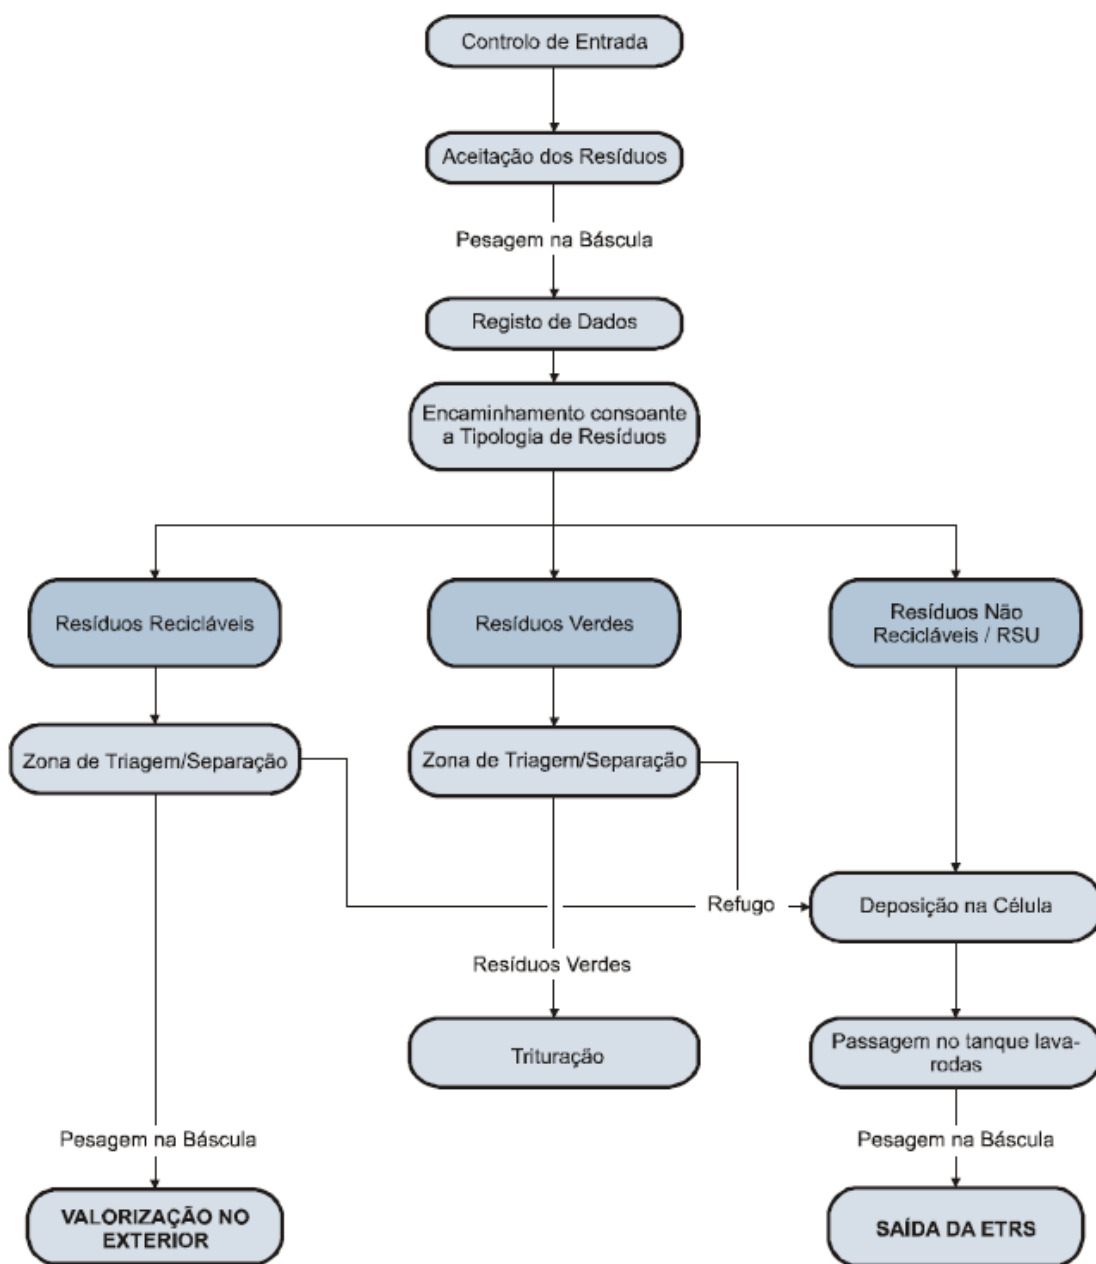 Controlo de Entrada
Aceitação dos Resíduos
Pesagem na Báscula
Registo de Dados
Encaminhamento consoante
a Tipologia de Resíduos
Resíduos Recicláveis
Resíduos Verdes
Resíduos Não
Recicláveis / RSU
Zona de Triagem/Separação
Zona de Triagem/Separação
Refugo
Deposição na Célula
Resíduos Verdes
Trituração
Passagem no tanque lava-
rodas
Pesagem na Báscula
Pesagem na Báscula
VALORIZAÇÃO NO
EXTERIOR
SAÍDA DA ETRS